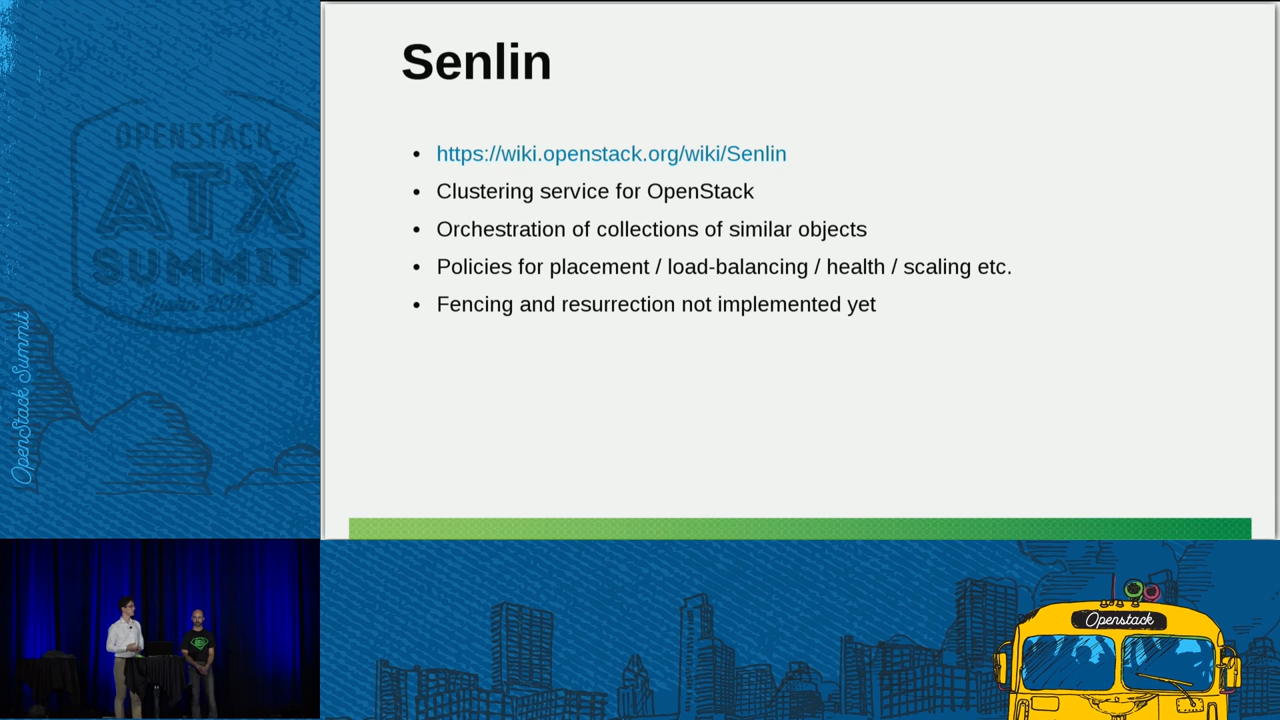 Senlin
• https://wiki.openstack.org/wiki/Senlin
• Clustering service for OpenStack
• Orchestration of collections of similar objects
• Policies for placement / load-balancing / health / scaling etc.
• Fencing and resurrection not implemented yet
OPENSTACK
ATX
SUMMIT
Austin 2016
OpenStack Summit
Openstack